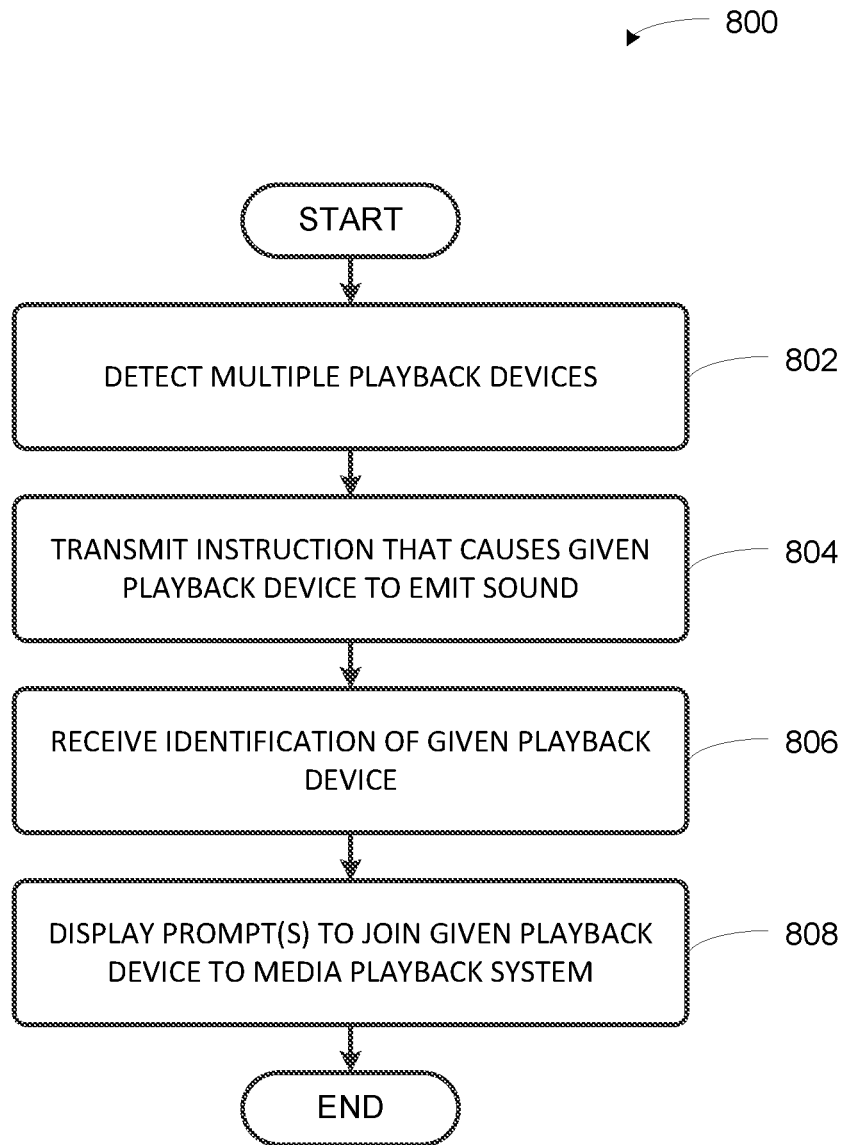 800
START
DETECT MULTIPLE PLAYBACK DEVICES
802
TRANSMIT INSTRUCTION THAT CAUSES GIVEN
PLAYBACK DEVICE TO EMIT SOUND
804
RECEIVE IDENTIFICATION OF GIVEN PLAYBACK
DEVICE
806
DISPLAY PROMPT(S) TO JOIN GIVEN PLAYBACK
DEVICE TO MEDIA PLAYBACK SYSTEM
808
END